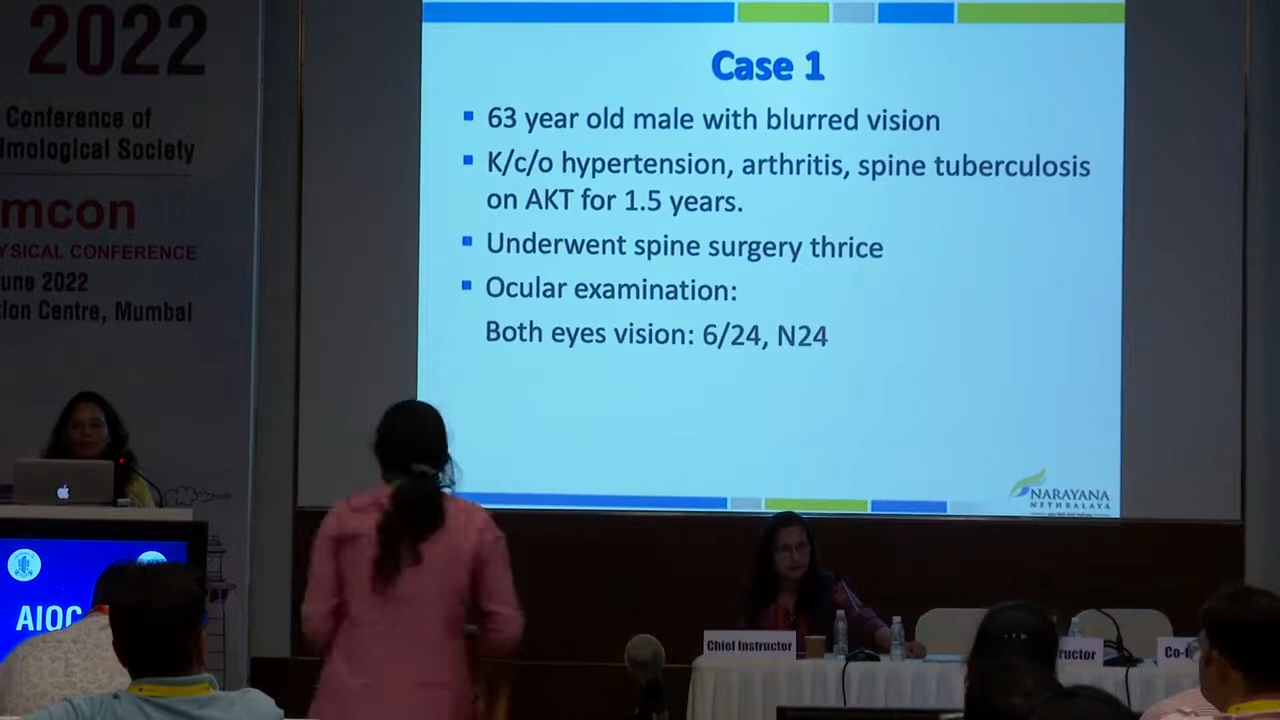 2022
Conference of
lmological Society
mcon
YSICAL CONFERENCE
une 2022
tion Centre, Mumbai
Case 1
63 year old male with blurred vision
K/c/o hypertension, arthritis, spine tuberculosis
on AKT for 1.5 years.
Underwent spine surgery thrice
Ocular examination:
Both eyes vision: 6/24, N24
NARAYANA
NETHRALAYA
AIOC
Chief Instructor
ructor
Co-I